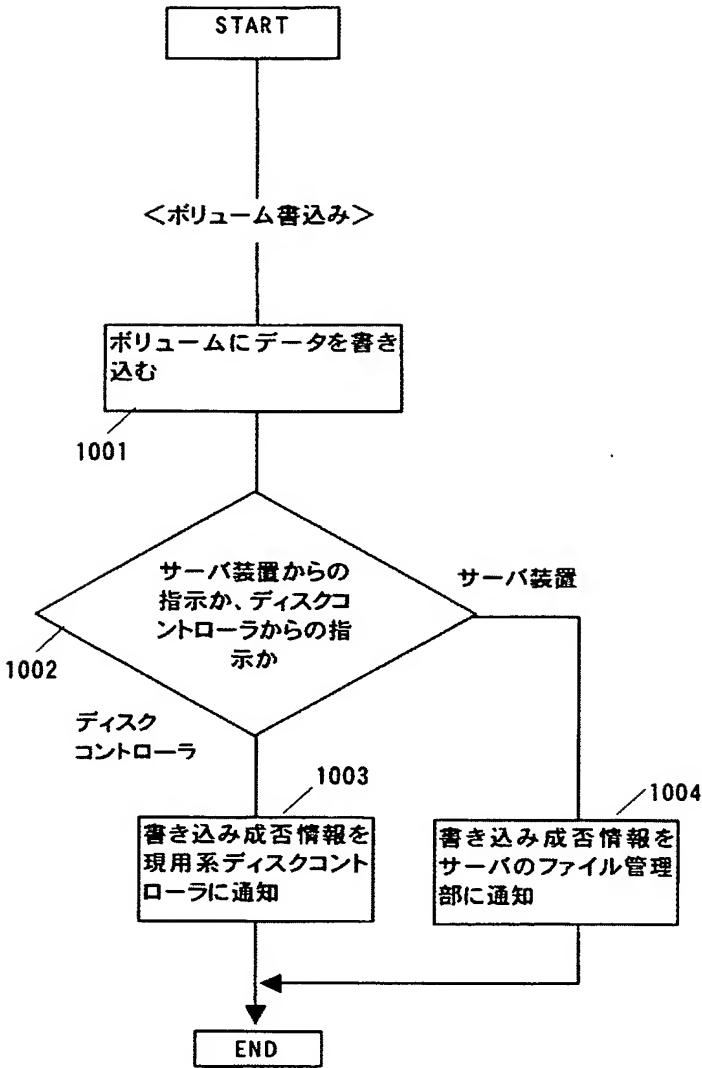 START
<ボリューム書込み>
ボリュームにデータを書き
込む
1001
サーバ装置からの
指示か、ディスクコ
ントローラからの指
示か
サーバ装置
1002
ディスク
コントローラ
1003
書き込み成否情報を
現用系ディスクコント
ローラに通知
1004
書き込み成否情報を
サーバのファイル管理
部に通知
END